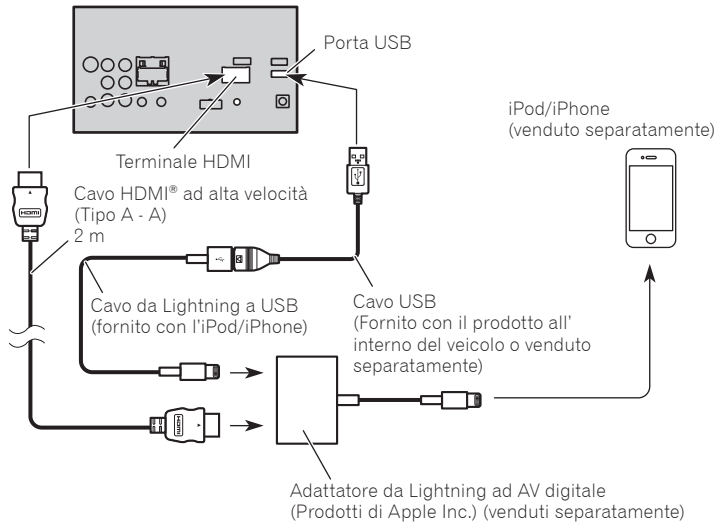 Porta USB
iPod/iPhone
(venduto separatamente)
Terminale HDMI
Cavo HDMI® ad alta velocità
(Tipo A - A)
2 m
HDMI
Cavo da Lightning a USB
(fornito con l'iPod/iPhone)
Cavo USB
(Fornito con il prodotto all'
interno del veicolo o venduto
separatamente)
HDMI
Adattatore da Lightning ad AV digitale
(Prodotti di Apple Inc.) (venduti separatamente)